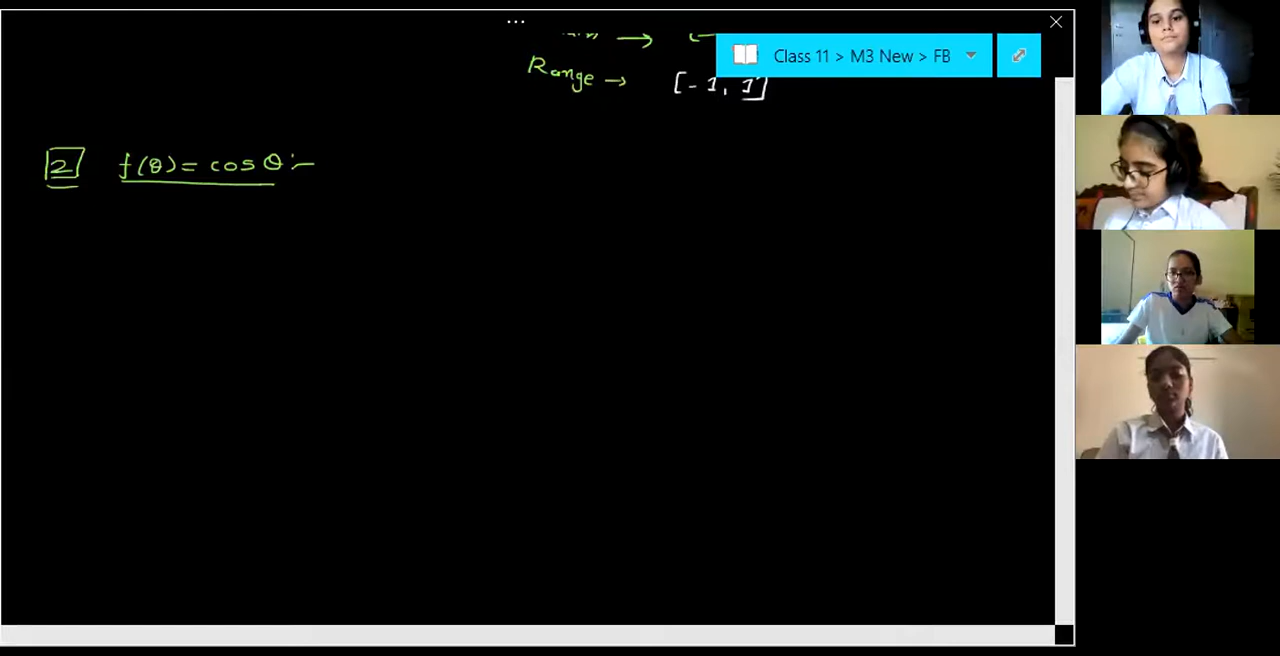 ...
Class 11 > M3 New > FB
Range → [-1, 1]
2 f(θ) = cos θ :-